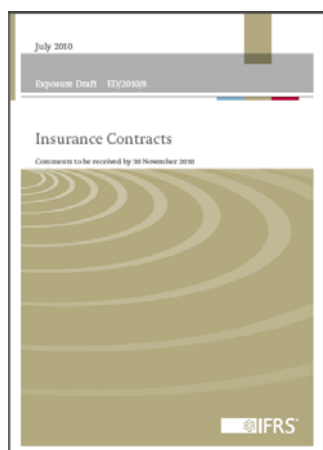 July 2010
Exposure Draft ED/2010/8
Insurance Contracts
Comments to be received by 30 November 2010
IFRS